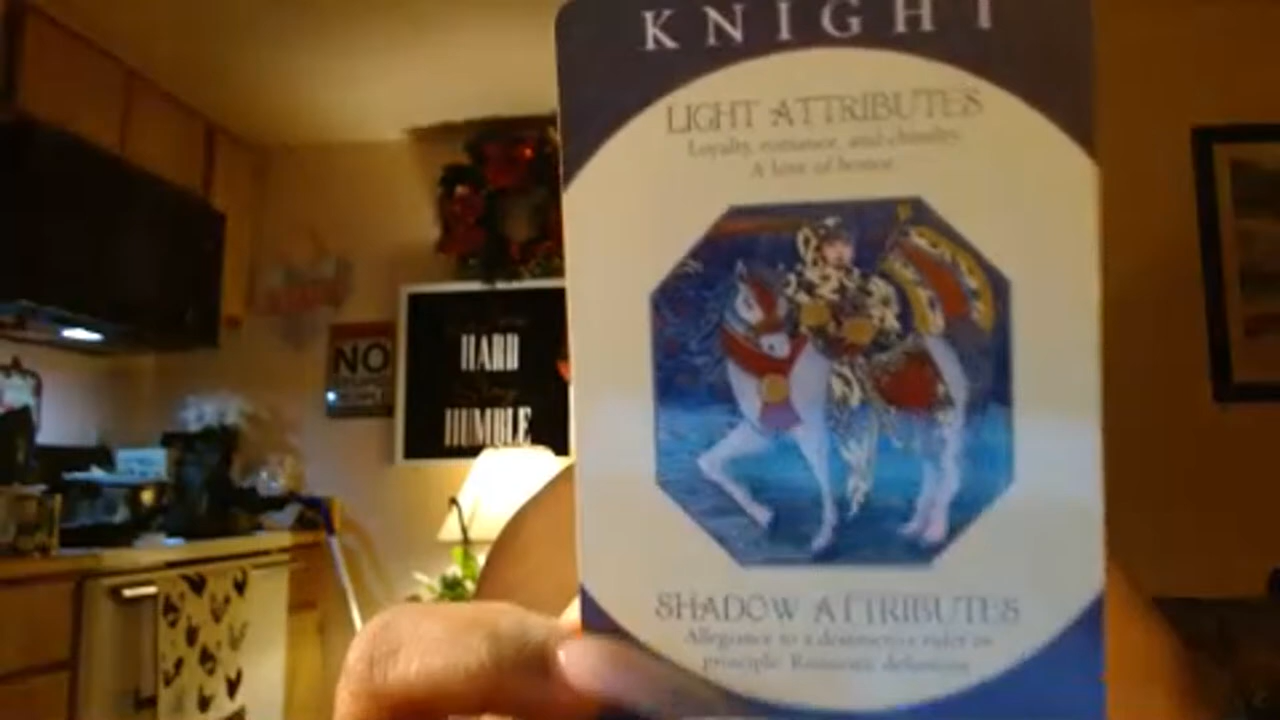 KNIGHT
LIGHT ATTRIBUTES
Loyalty, romance, and chivalry.
A love of honor.
SHADOW ATTRIBUTES
Allegiance to a destructive ruler or
principle. Romantic delusions.
NO
HARD
HUMBLE